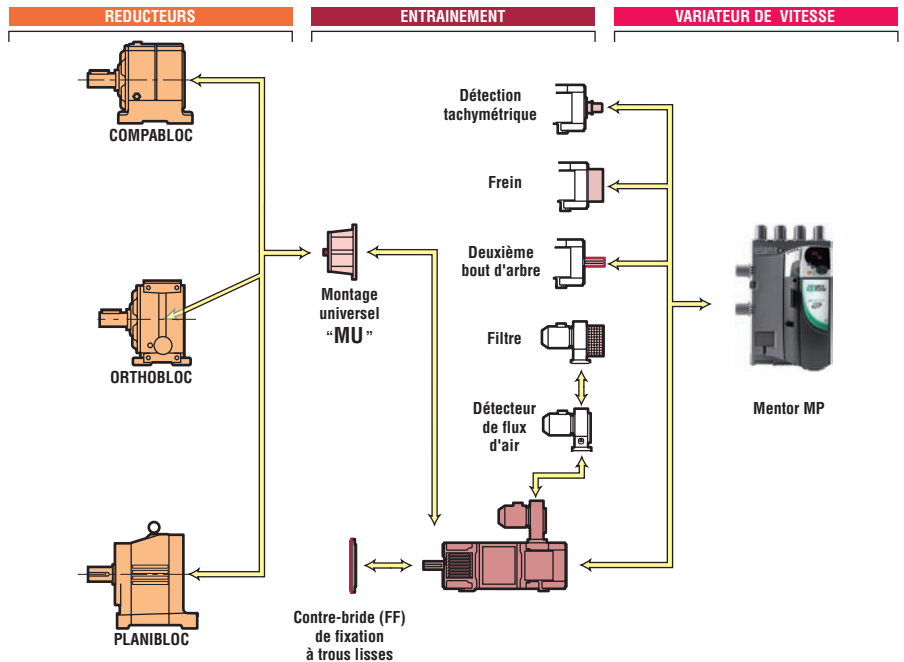 REDUCTEURS
ENTRAINEMENT
VARIATEUR DE VITESSE
COMPABLOC
ORTHOBLOC
PLANIBLOC
Montage
universel
“MU”
Contre-bride (FF)
de fixation
à trous lisses
Détection
tachymétrique
Frein
Deuxième
bout d'arbre
Filtre
Détecteur
de flux
d'air
Mentor MP